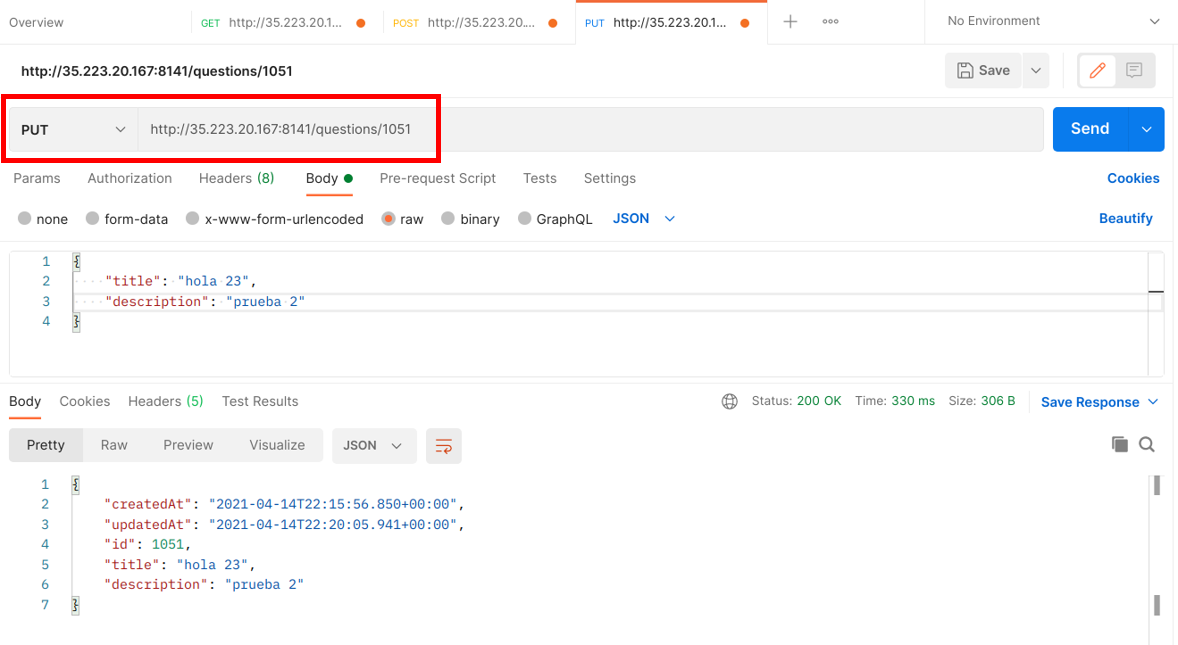 Overview GET http://35.223.20.1... POST http://35.223.20.... PUT http://35.223.20.1... No Environment
http://35.223.20.167:8141/questions/1051 Save
PUT http://35.223.20.167:8141/questions/1051 Send
Params Authorization Headers (8) Body Pre-request Script Tests Settings Cookies
none form-data x-www-form-urlencoded raw binary GraphQL JSON Beautify
1 {
2 "title": "hola 23",
3 "description": "prueba 2"
4 }
Body Cookies Headers (5) Test Results Status: 200 OK Time: 330 ms Size: 306 B Save Response
Pretty Raw Preview Visualize JSON
1 {
2 "createdAt": "2021-04-14T22:15:56.850+00:00",
3 "updatedAt": "2021-04-14T22:20:05.941+00:00",
4 "id": 1051,
5 "title": "hola 23",
6 "description": "prueba 2"
7 }